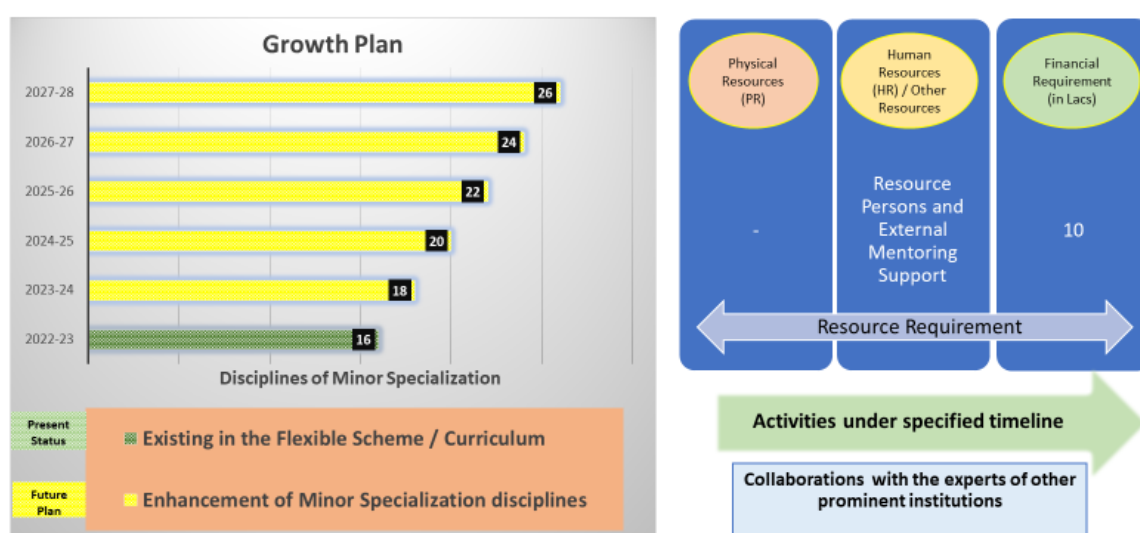 Growth Plan
2027-28
26
2026-27
24
2025-26
22
2024-25
20
2023-24
18
2022-23
16
Disciplines of Minor Specialization
Present
Status
Existing in the Flexible Scheme / Curriculum
Future
Plan
Enhancement of Minor Specialization disciplines
Physical
Resources
(PR)
-
Human
Resources
(HR) / Other
Resources
Resource
Persons and
External
Mentoring
Support
Financial
Requirement
(in Lacs)
10
Resource Requirement
Activities under specified timeline
Collaborations with the experts of other
prominent institutions